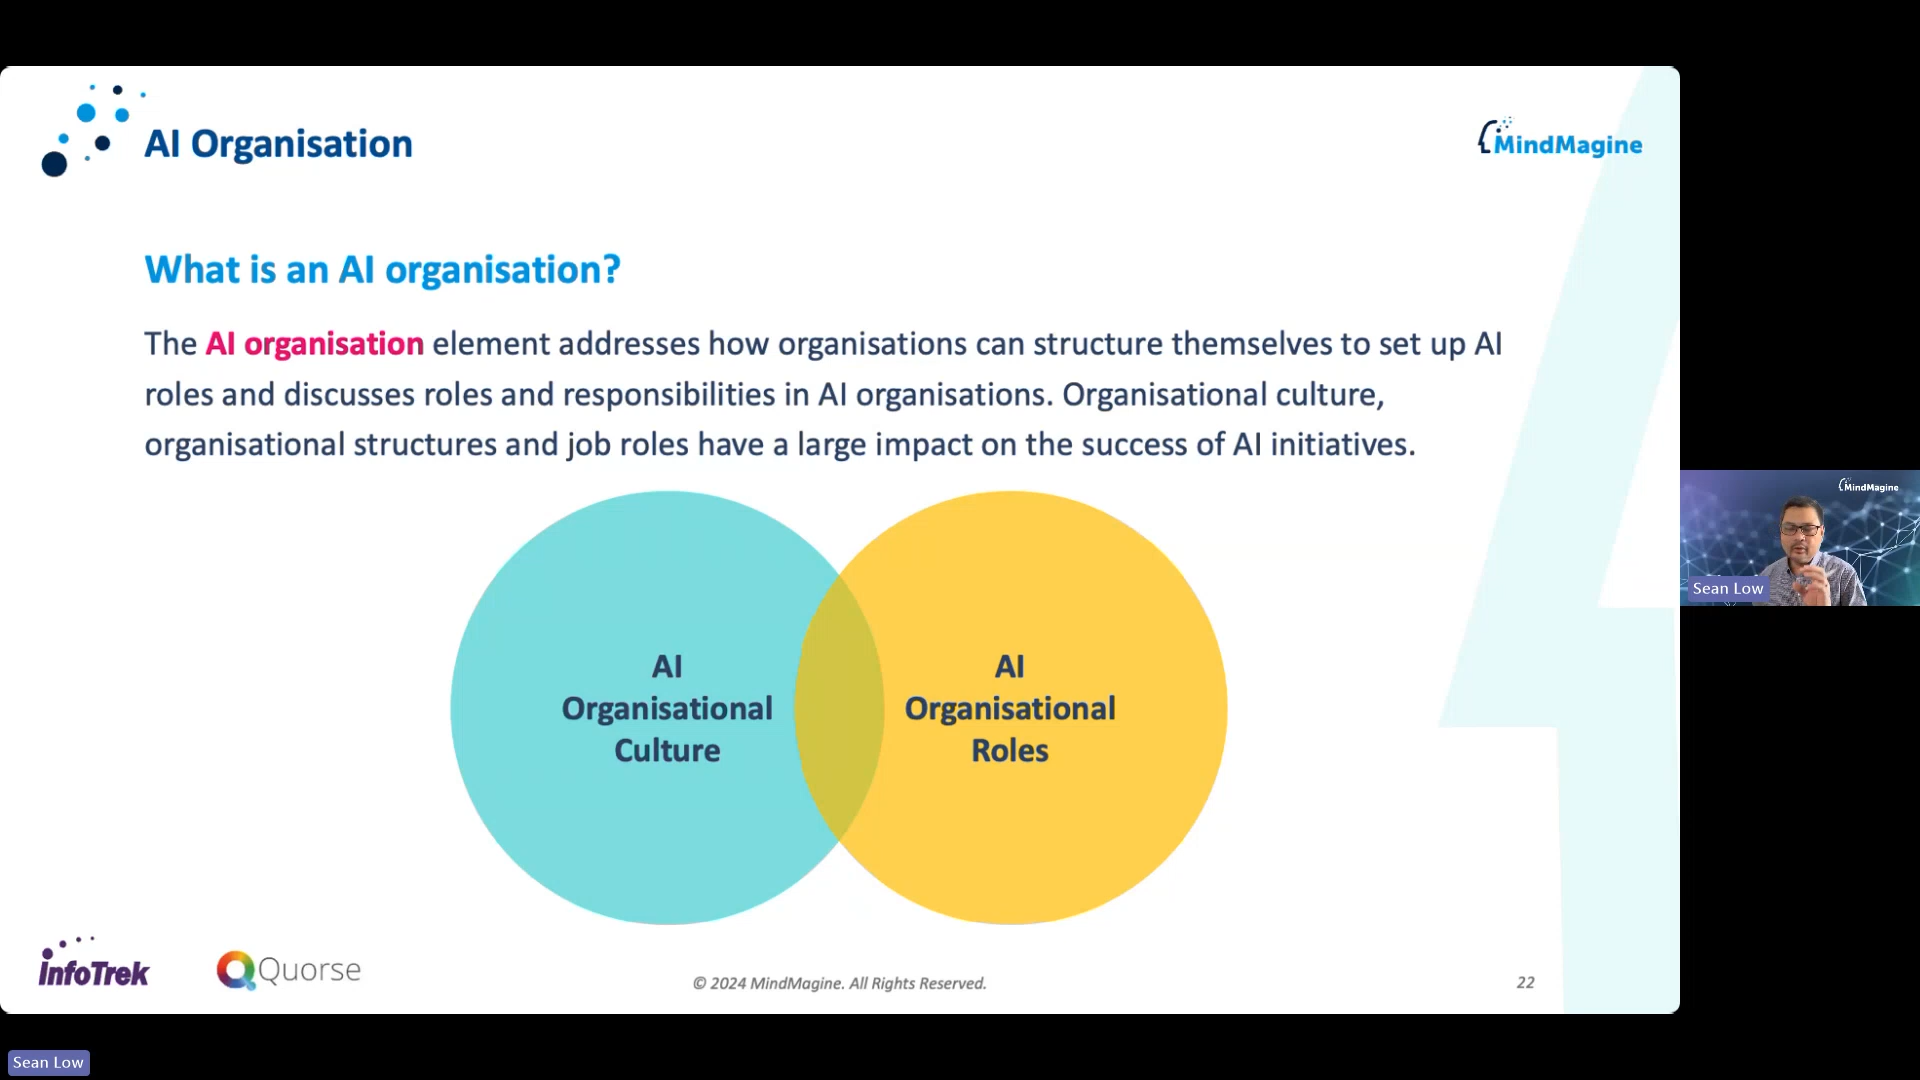 AI Organisation
MindMagine
What is an AI organisation?
The AI organisation element addresses how organisations can structure themselves to set up AI
roles and discusses roles and responsibilities in AI organisations. Organisational culture,
organisational structures and job roles have a large impact on the success of AI initiatives.
AI
Organisational
Culture
AI
Organisational
Roles
MindMagine
Sean Low
infoTrek
Quorse
© 2024 MindMagine. All Rights Reserved.
22
Sean Low